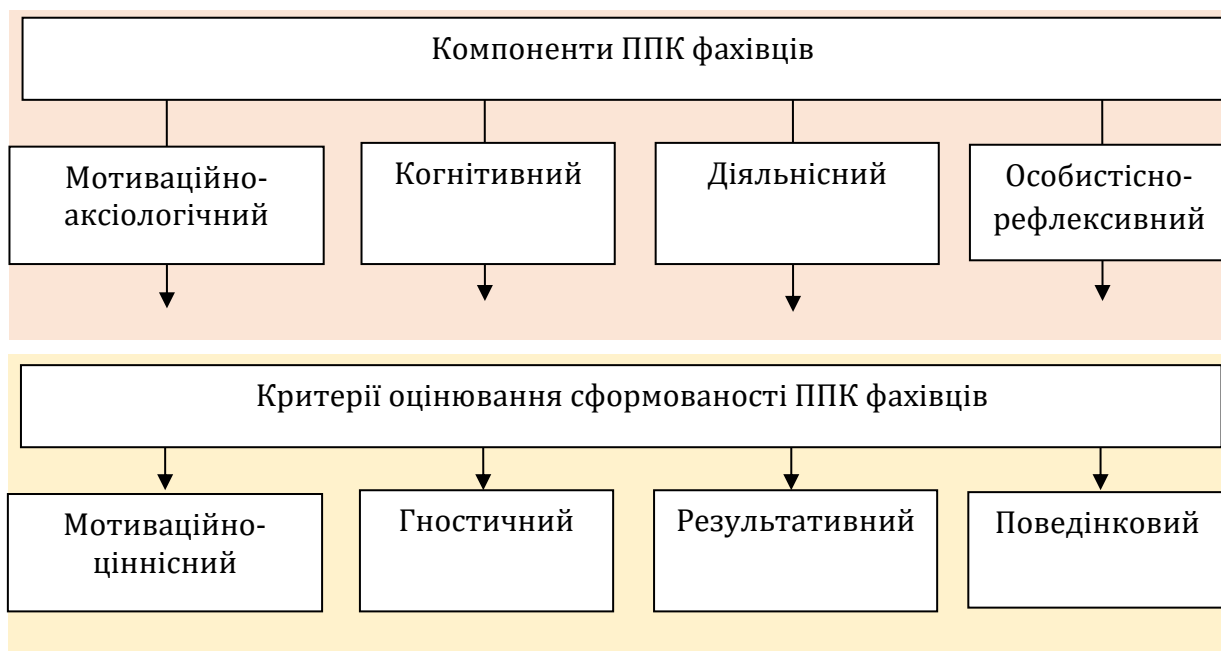 Компоненти ППК фахівців
Мотиваційно-
аксіологічний
Когнітивний
Діяльнісний
Особистісно-
рефлексивний
Критерії оцінювання сформованості ППК фахівців
Мотиваційно-
ціннісний
Гностичний
Результативний
Поведінковий